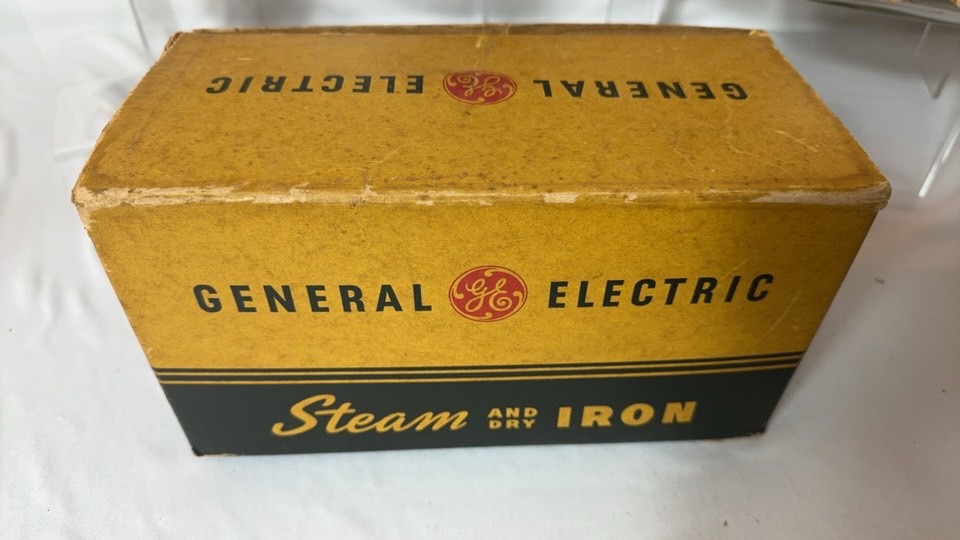 GENERAL GE ELECTRIC
GENERAL GE ELECTRIC
Steam AND DRY IRON